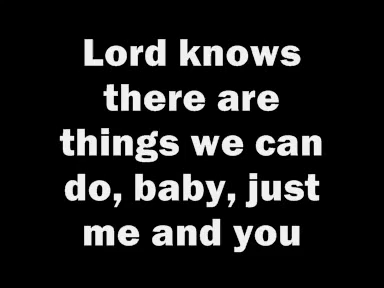 Lord knows
there are
things we can
do, baby, just
me and you